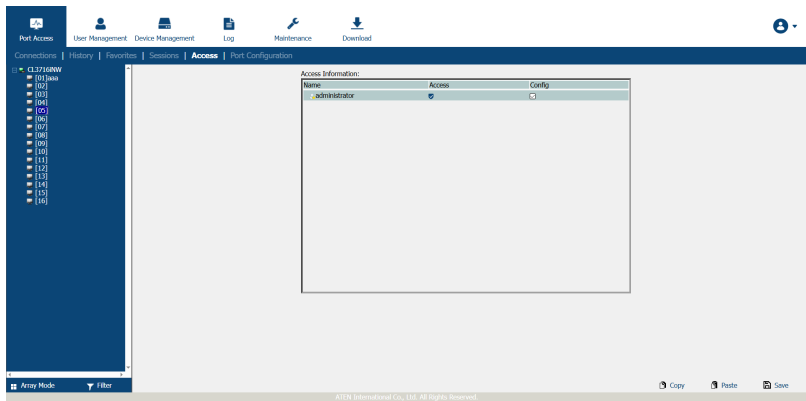 Port Access User Management Device Management Log Maintenance Download
Connections | History | Favorites | Sessions | Access | Port Configuration
CL3716iNW
[01]aaa
[02]
[03]
[04]
[05]
[06]
[07]
[08]
[09]
[10]
[11]
[12]
[13]
[14]
[15]
[16]
Access Information:
Name Access Config
administrator
Array Mode Filter
Copy Paste Save
ATEN International Co., Ltd. All Rights Reserved.